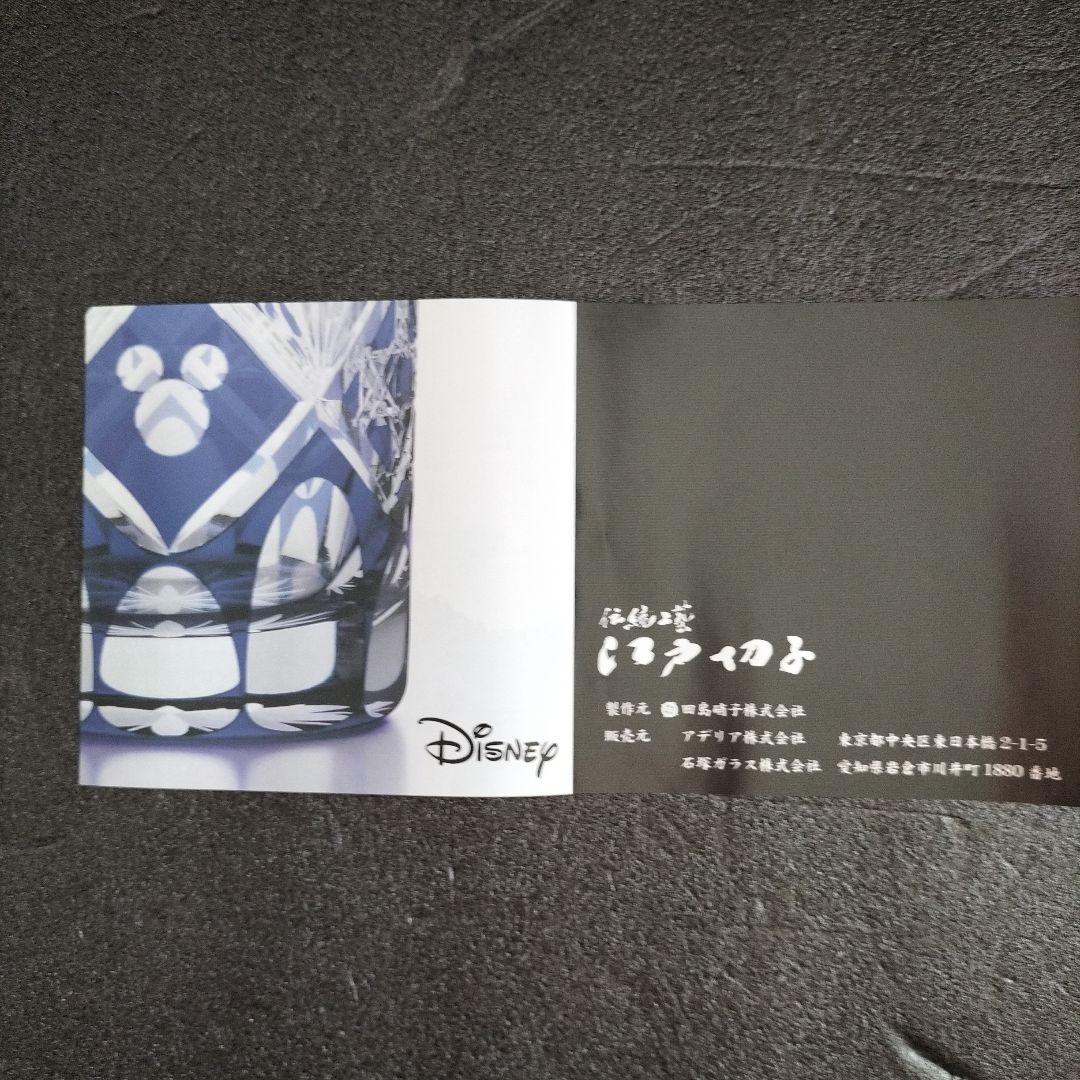 DISNEY
伝統工藝
江戸切子
製作元 田島硝子株式会社
販売元 アデリア株式会社 東京都中央区東日本橋2-1-5
石塚ガラス株式会社 愛知県岩倉市川井町1880番地